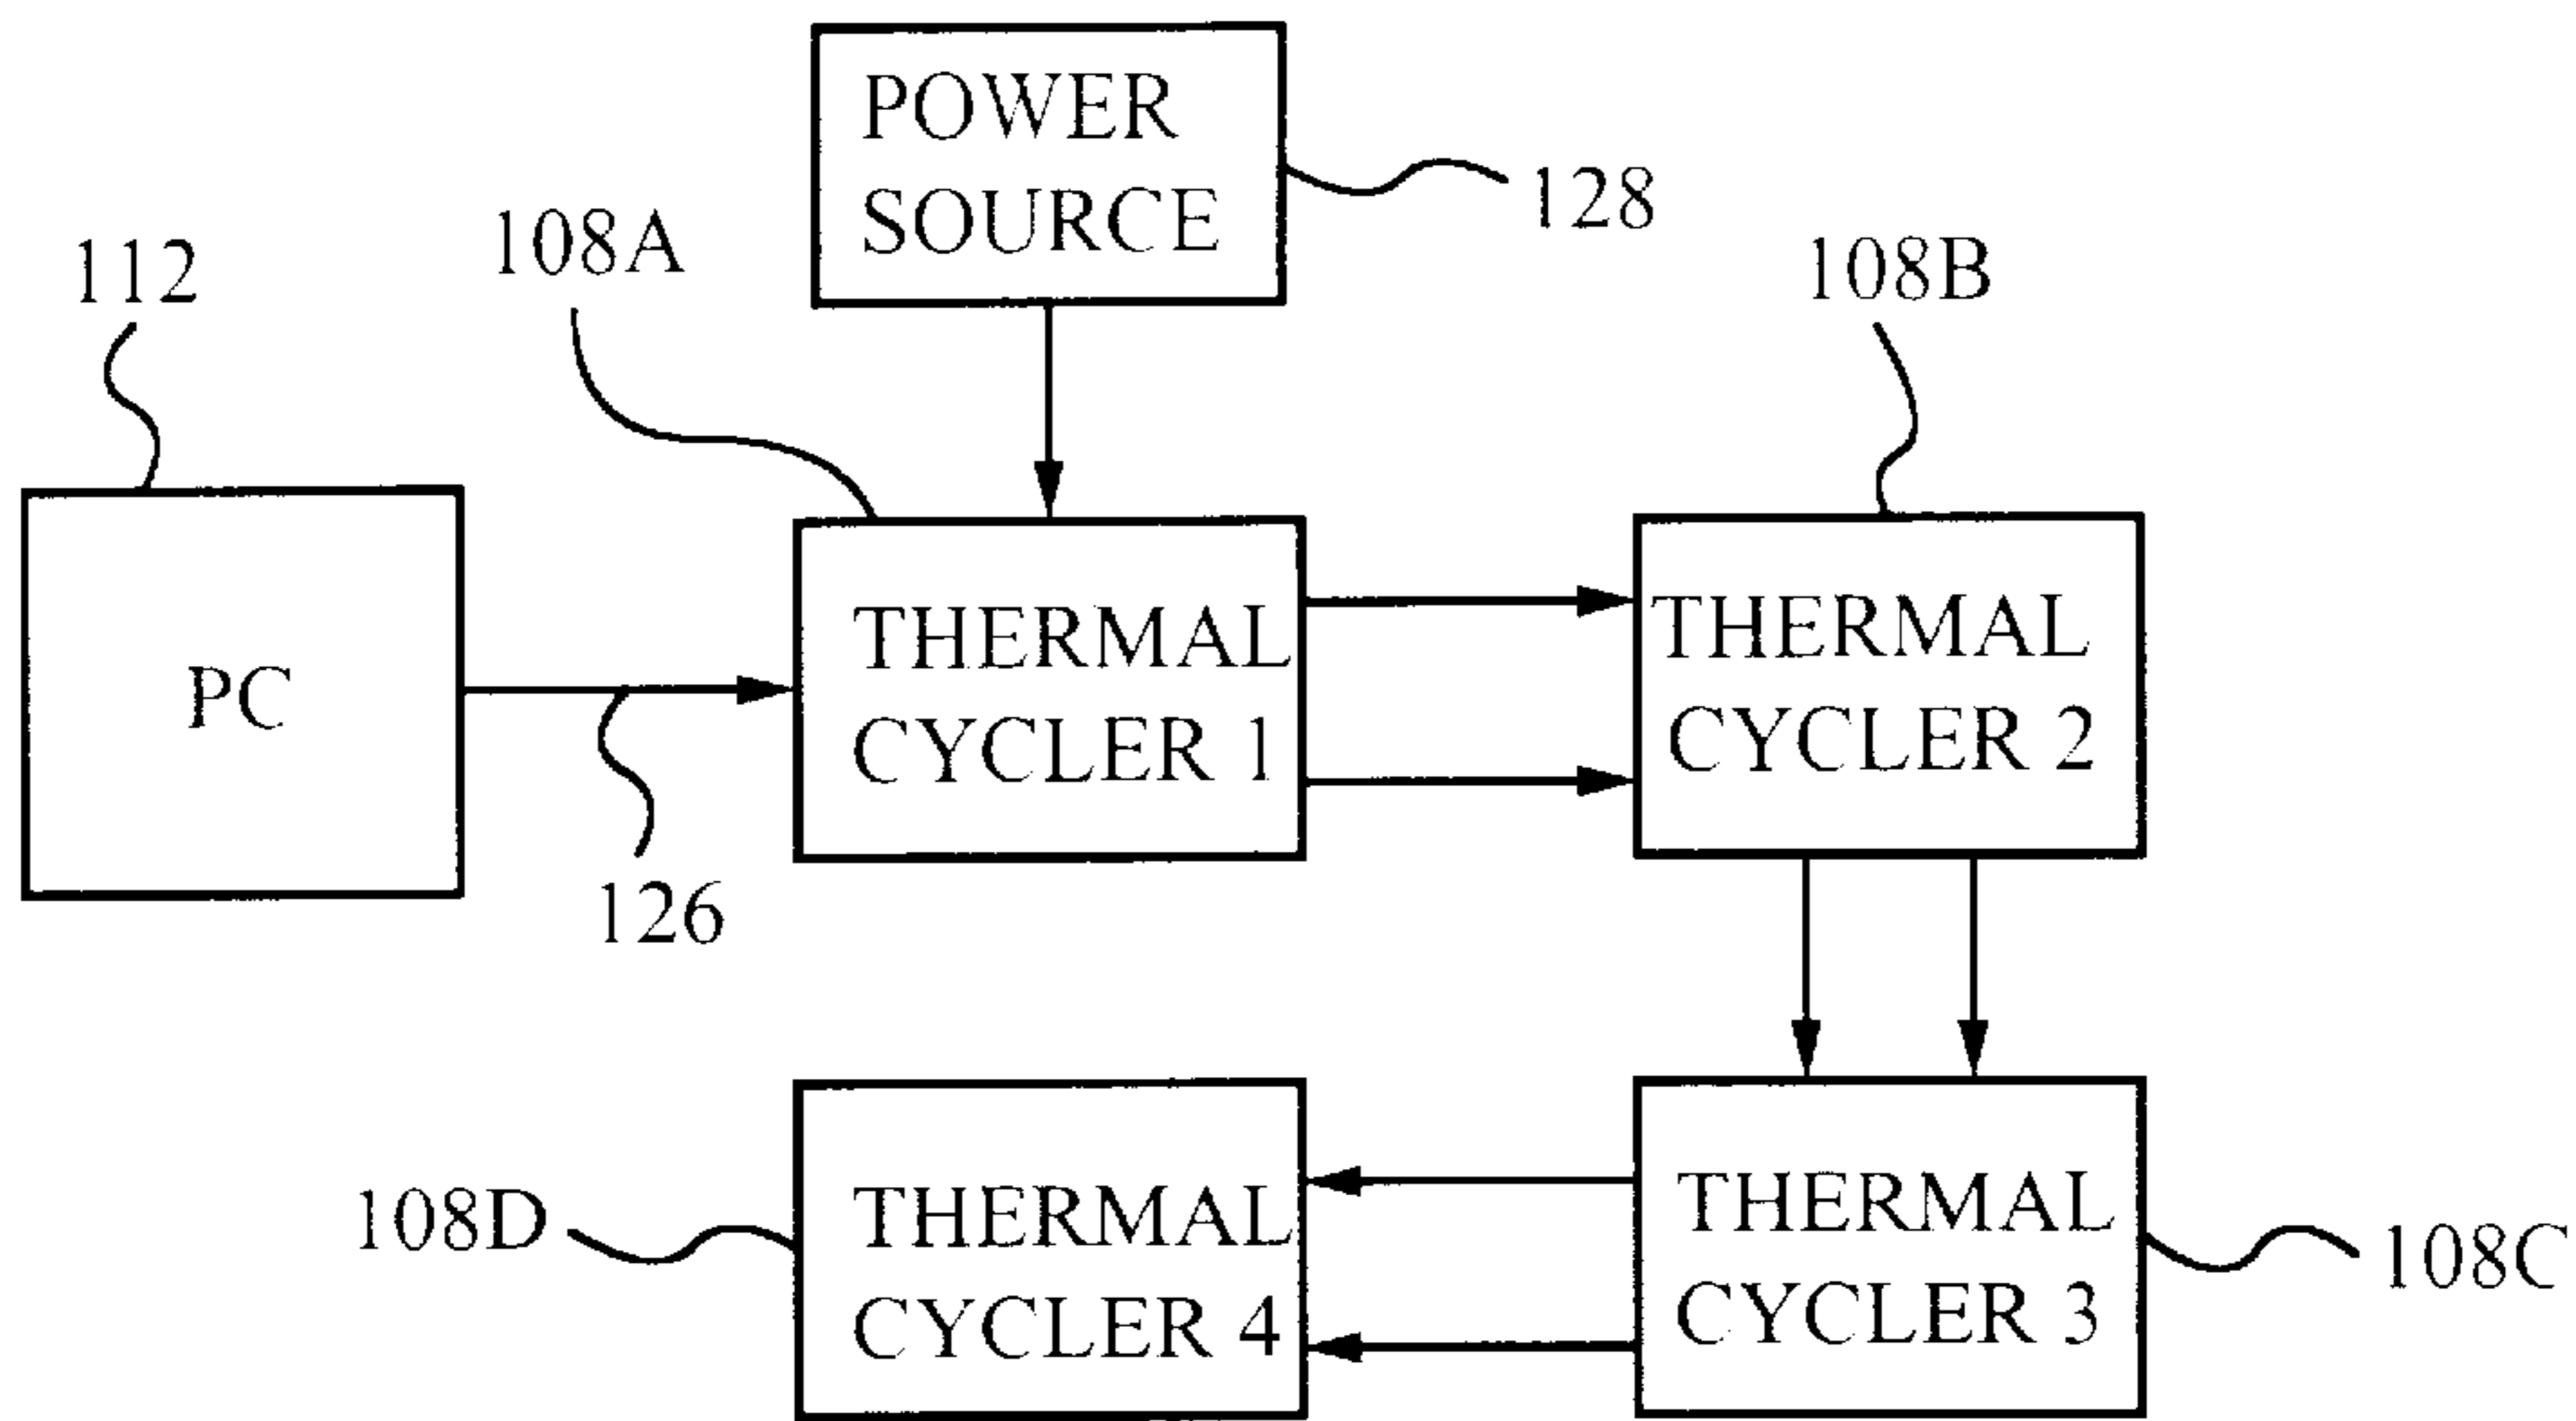 POWER
SOURCE
128
108A
112
108B
PC
THERMAL
CYCLER 1
THERMAL
CYCLER 2
126
108D
THERMAL
CYCLER 4
THERMAL
CYCLER 3
108C